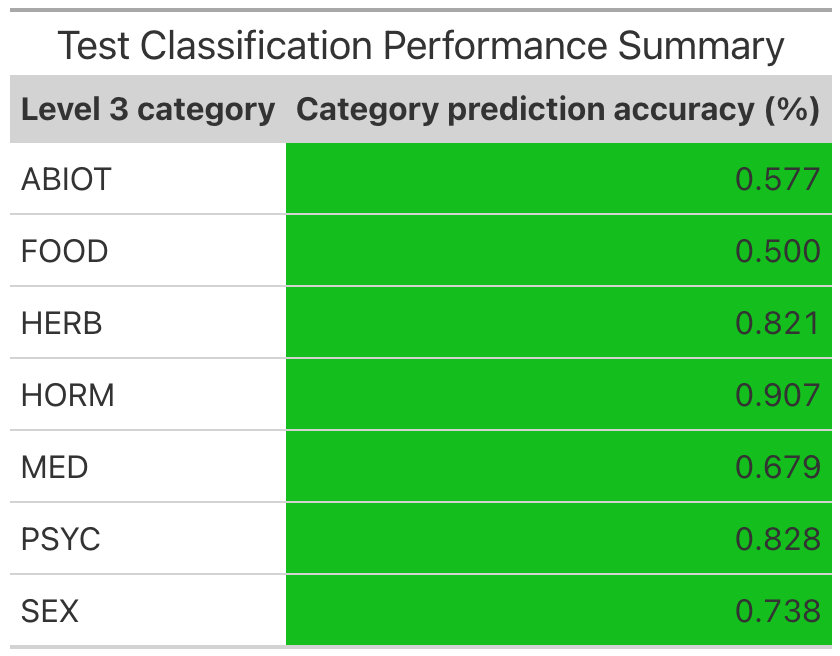 Test Classification Performance Summary
Level 3 category Category prediction accuracy (%)
ABIOT 0.577
FOOD 0.500
HERB 0.821
HORM 0.907
MED 0.679
PSYC 0.828
SEX 0.738